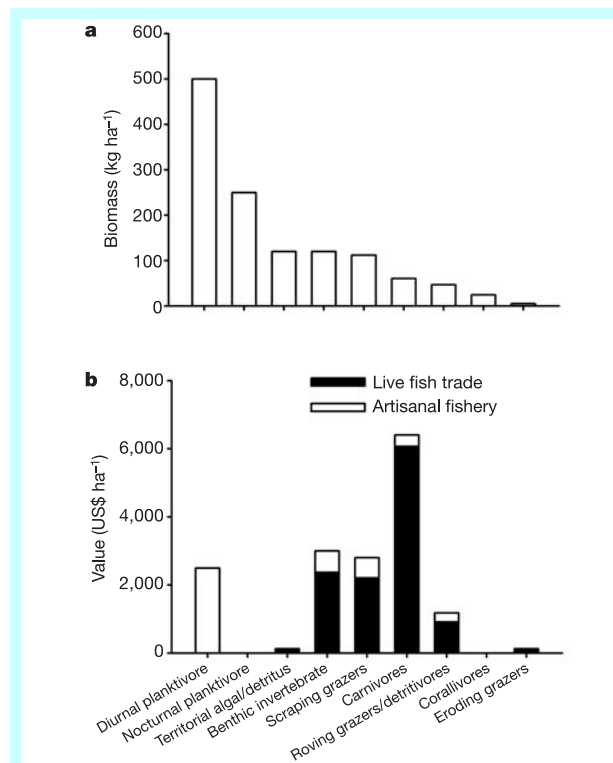 a
600
500
400
300
200
100
0
Biomass (kg ha⁻¹)
b
8,000
6,000
4,000
2,000
0
Value (US$ ha⁻¹)
Live fish trade
Artisanal fishery
Diurnal planktivore
Nocturnal planktivore
Territorial algal/detritus
Benthic invertebrate
Scraping grazers
Carnivores
Roving grazers/detritivores
Corallivores
Eroding grazers